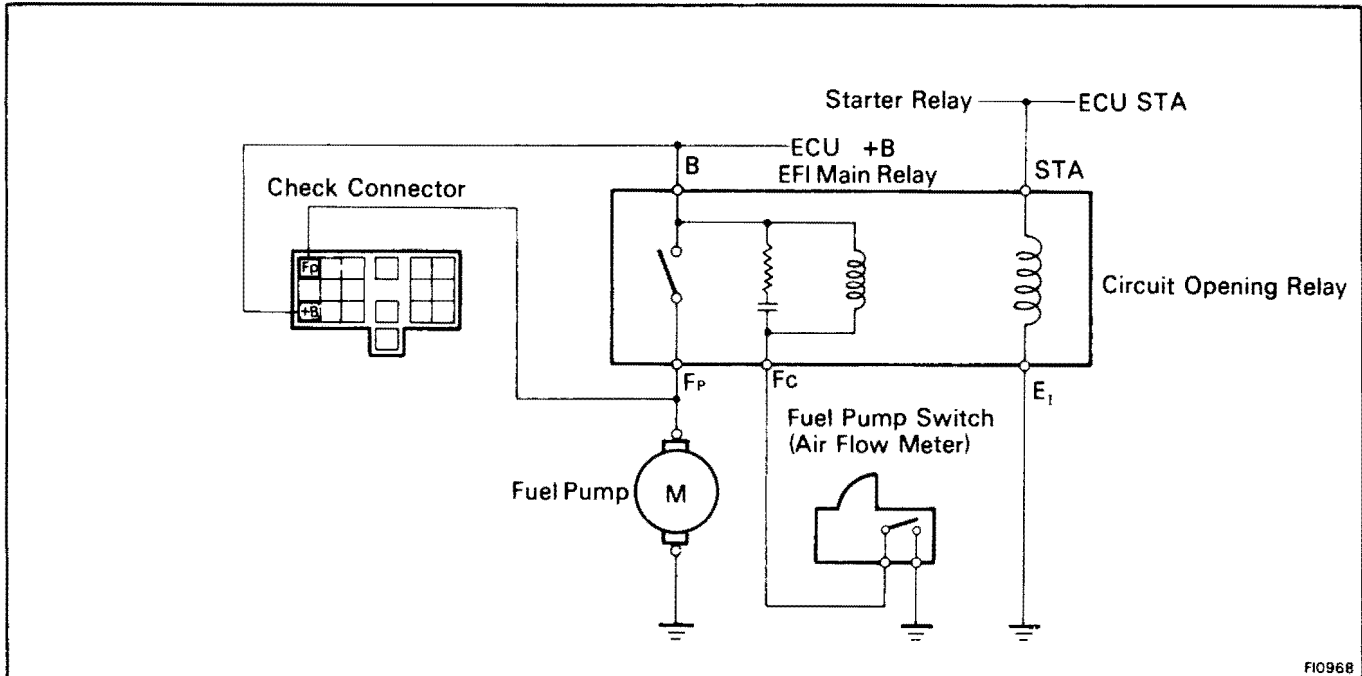 Starter Relay
ECU STA
B
ECU +B
EFI Main Relay
STA
Check Connector
Fp
+B
Circuit Opening Relay
FP
Fc
E1
Fuel Pump Switch
(Air Flow Meter)
Fuel Pump
M
FI0968